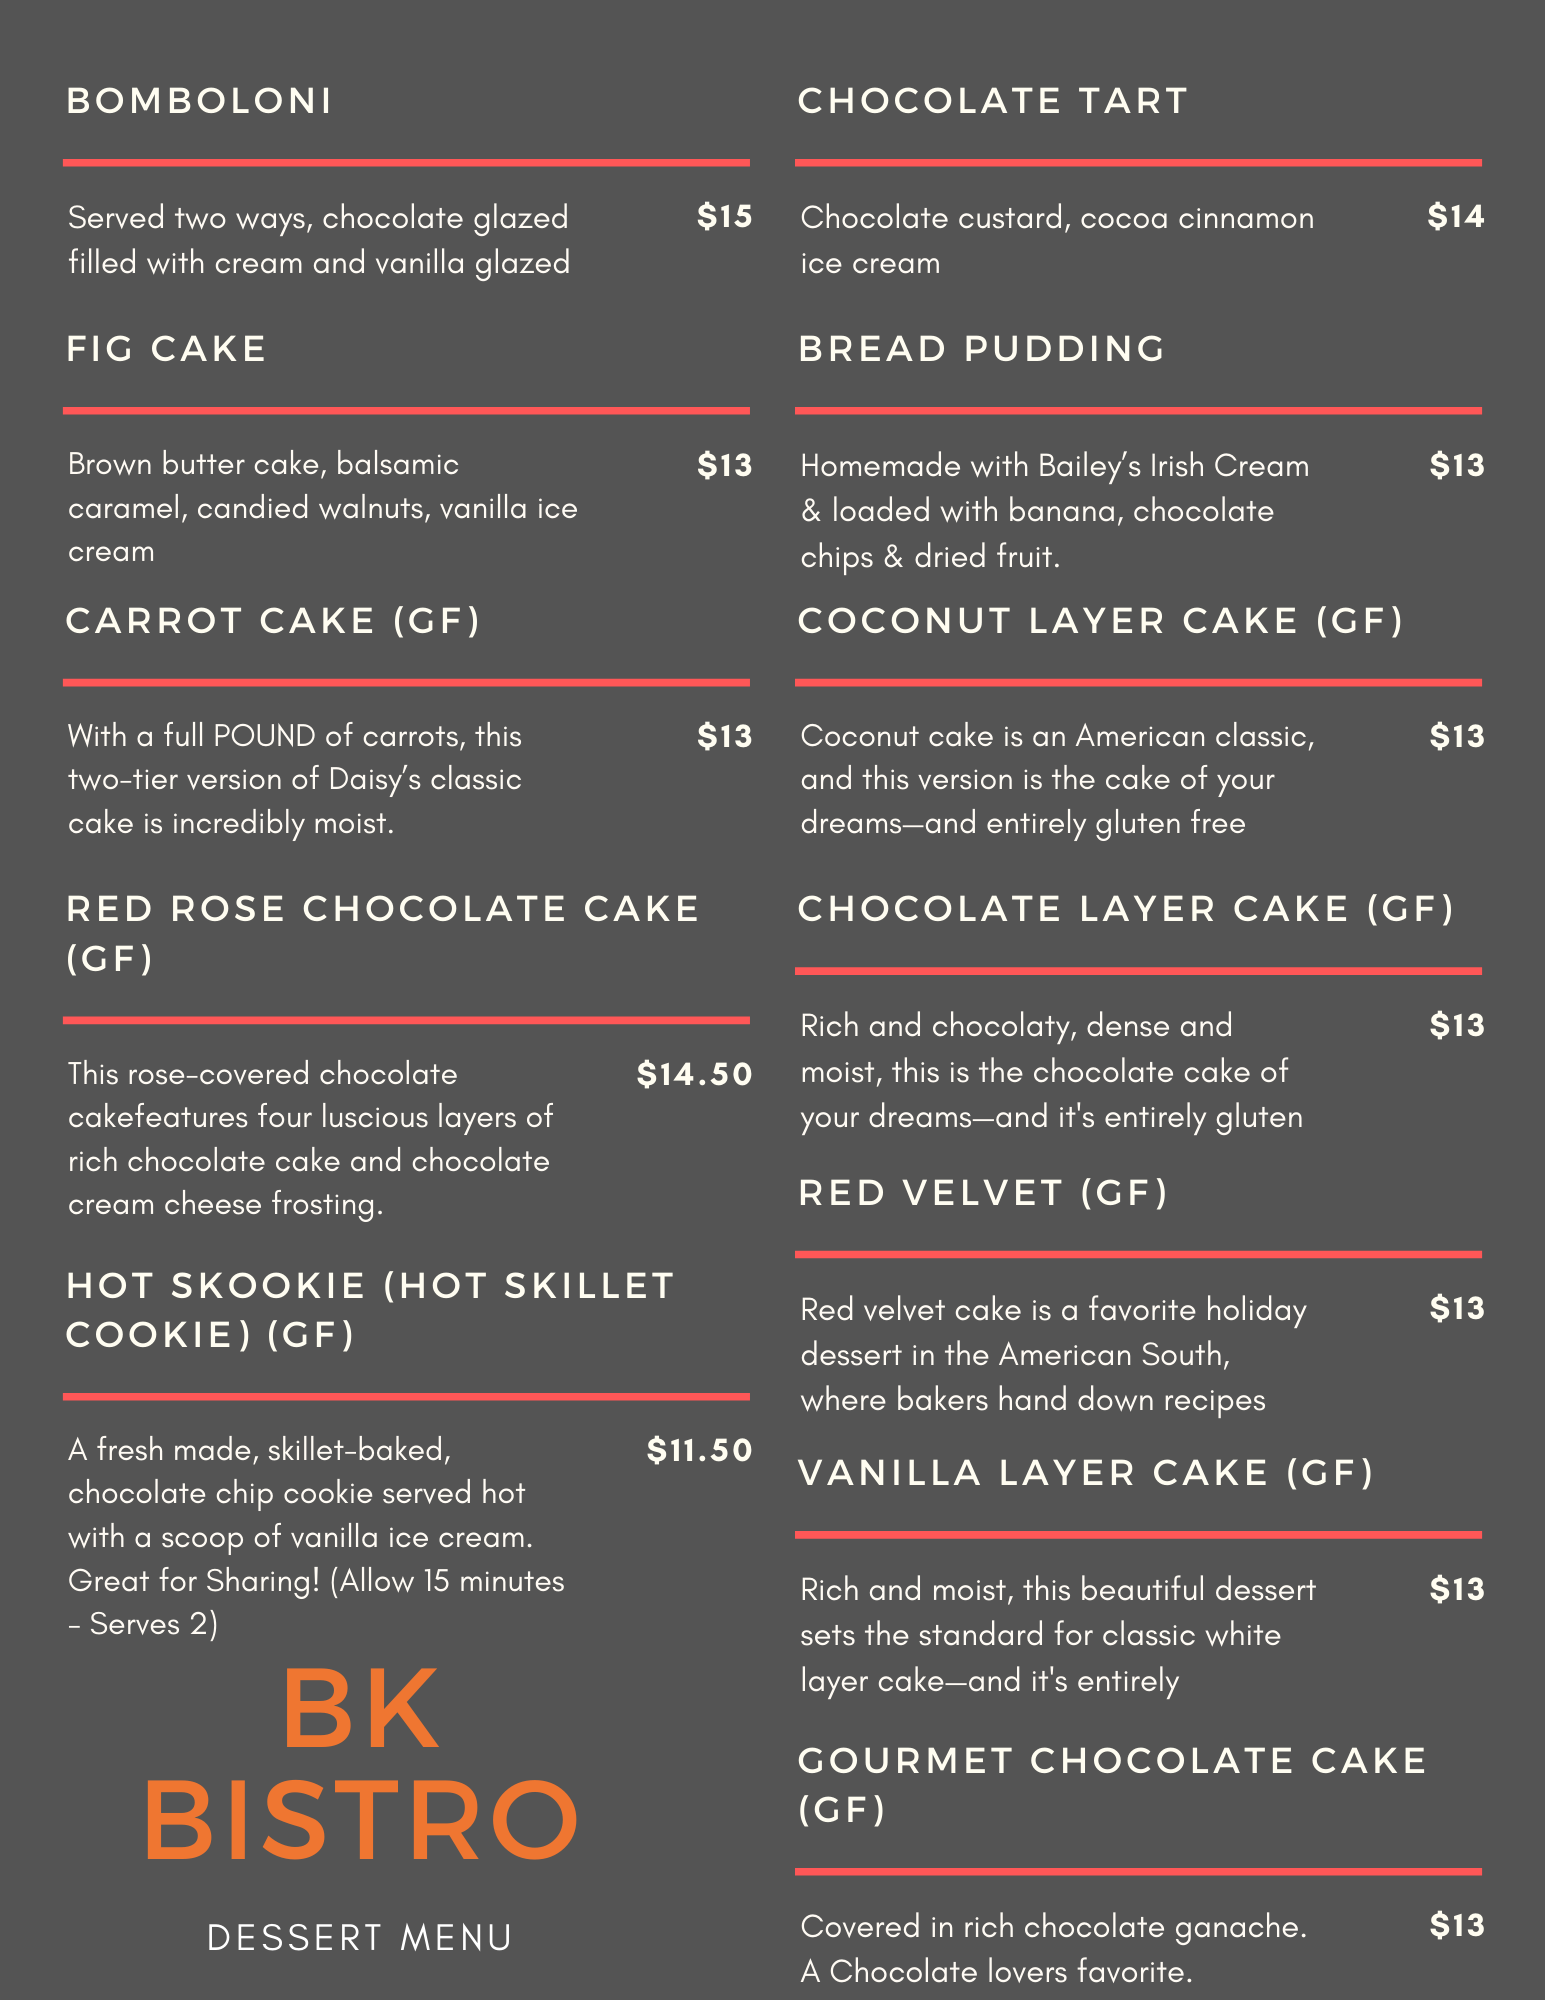 BOMBOLONI
Served two ways, chocolate glazed
filled with cream and vanilla glazed
$15
FIG CAKE
Brown butter cake, balsamic
caramel, candied walnuts, vanilla ice
cream
$13
CARROT CAKE (GF)
With a full POUND of carrots, this
two-tier version of Daisy’s classic
cake is incredibly moist.
$13
RED ROSE CHOCOLATE CAKE
(GF)
This rose-covered chocolate
cakefeatures four luscious layers of
rich chocolate cake and chocolate
cream cheese frosting.
$14.50
HOT SKOOKIE (HOT SKILLET
COOKIE) (GF)
A fresh made, skillet-baked,
chocolate chip cookie served hot
with a scoop of vanilla ice cream.
Great for Sharing! (Allow 15 minutes
- Serves 2)
$11.50
BK
BISTRO
DESSERT MENU
CHOCOLATE TART
Chocolate custard, cocoa cinnamon
ice cream
$14
BREAD PUDDING
Homemade with Bailey’s Irish Cream
& loaded with banana, chocolate
chips & dried fruit.
$13
COCONUT LAYER CAKE (GF)
Coconut cake is an American classic,
and this version is the cake of your
dreams—and entirely gluten free
$13
CHOCOLATE LAYER CAKE (GF)
Rich and chocolaty, dense and
moist, this is the chocolate cake of
your dreams—and it's entirely gluten
$13
RED VELVET (GF)
Red velvet cake is a favorite holiday
dessert in the American South,
where bakers hand down recipes
$13
VANILLA LAYER CAKE (GF)
Rich and moist, this beautiful dessert
sets the standard for classic white
layer cake—and it's entirely
$13
GOURMET CHOCOLATE CAKE
(GF)
Covered in rich chocolate ganache.
A Chocolate lovers favorite.
$13